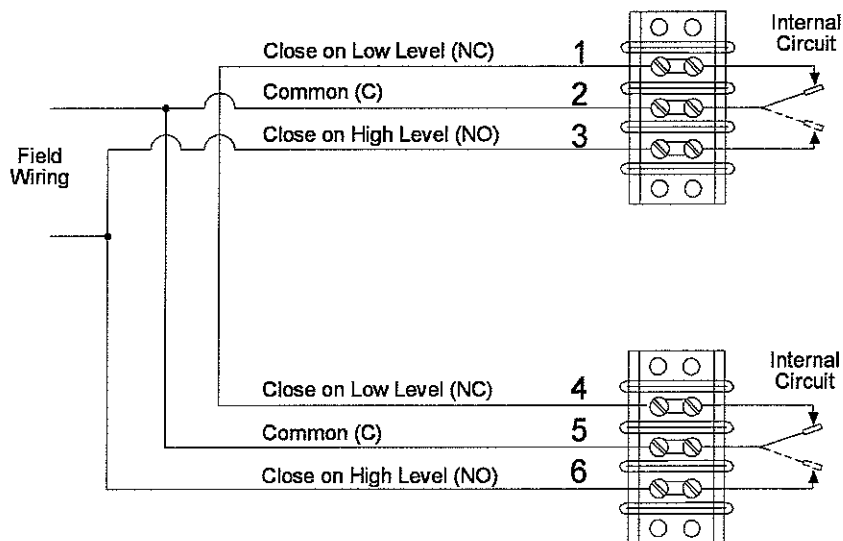 Internal
Circuit
Close on Low Level (NC) 1
Common (C) 2
Close on High Level (NO) 3
Field
Wiring
Internal
Circuit
Close on Low Level (NC) 4
Common (C) 5
Close on High Level (NO) 6